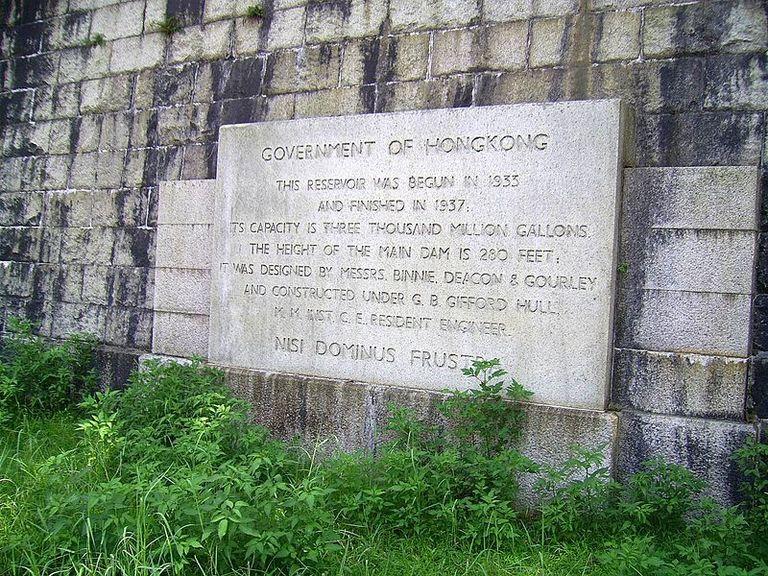 GOVERNMENT OF HONGKONG
THIS RESERVOIR WAS BEGUN IN 1933
AND FINISHED IN 1937;
ITS CAPACITY IS THREE THOUSAND MILLION GALLONS.
THE HEIGHT OF THE MAIN DAM IS 280 FEET;
IT WAS DESIGNED BY MESSRS. BINNIE, DEACON & GOURLEY
AND CONSTRUCTED UNDER G. B. GIFFORD HULL,
M. M. INST. C. E. RESIDENT ENGINEER.
NISI DOMINUS FRUSTRA